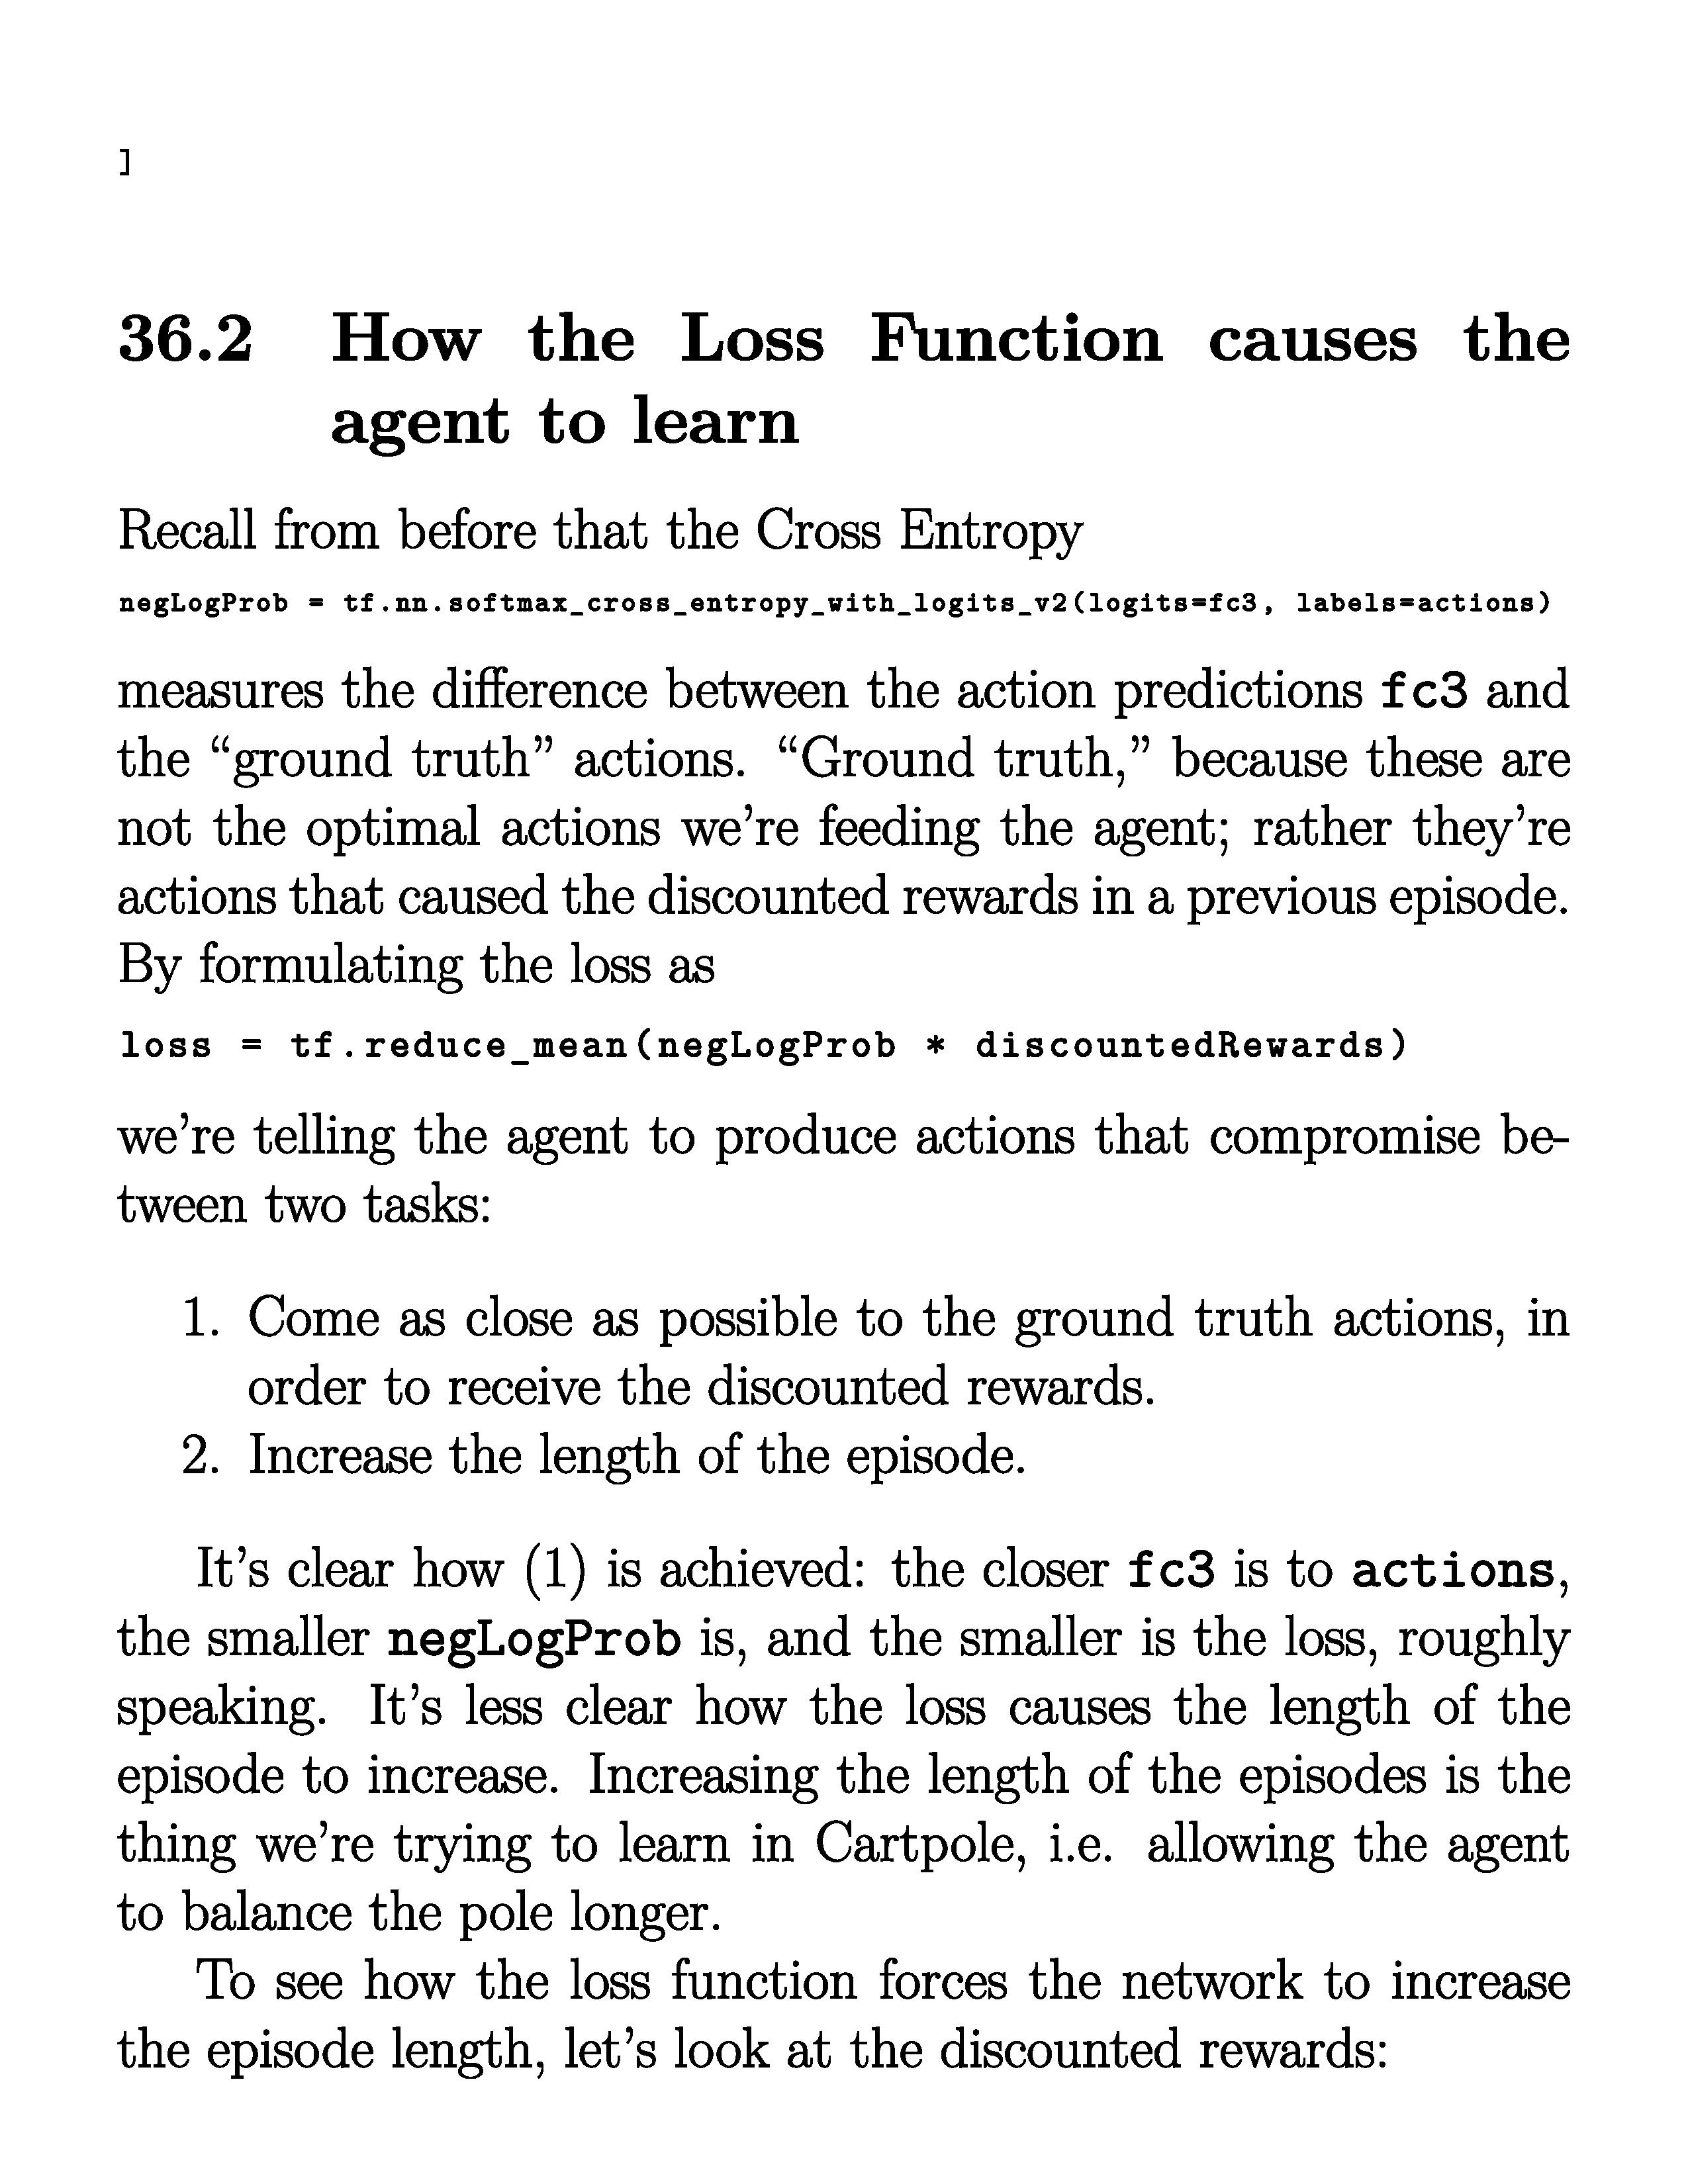 ]
36.2 How the Loss Function causes the
agent to learn
Recall from before that the Cross Entropy
negLogProb = tf.nn.softmax_cross_entropy_with_logits_v2(logits=fc3, labels=actions)
measures the difference between the action predictions fc3 and
the “ground truth” actions. “Ground truth,” because these are
not the optimal actions we’re feeding the agent; rather they’re
actions that caused the discounted rewards in a previous episode.
By formulating the loss as
loss = tf.reduce_mean(negLogProb * discountedRewards)
we’re telling the agent to produce actions that compromise be-
tween two tasks:
1. Come as close as possible to the ground truth actions, in
order to receive the discounted rewards.
2. Increase the length of the episode.
It’s clear how (1) is achieved: the closer fc3 is to actions,
the smaller negLogProb is, and the smaller is the loss, roughly
speaking. It’s less clear how the loss causes the length of the
episode to increase. Increasing the length of the episodes is the
thing we’re trying to learn in Cartpole, i.e. allowing the agent
to balance the pole longer.
To see how the loss function forces the network to increase
the episode length, let’s look at the discounted rewards: